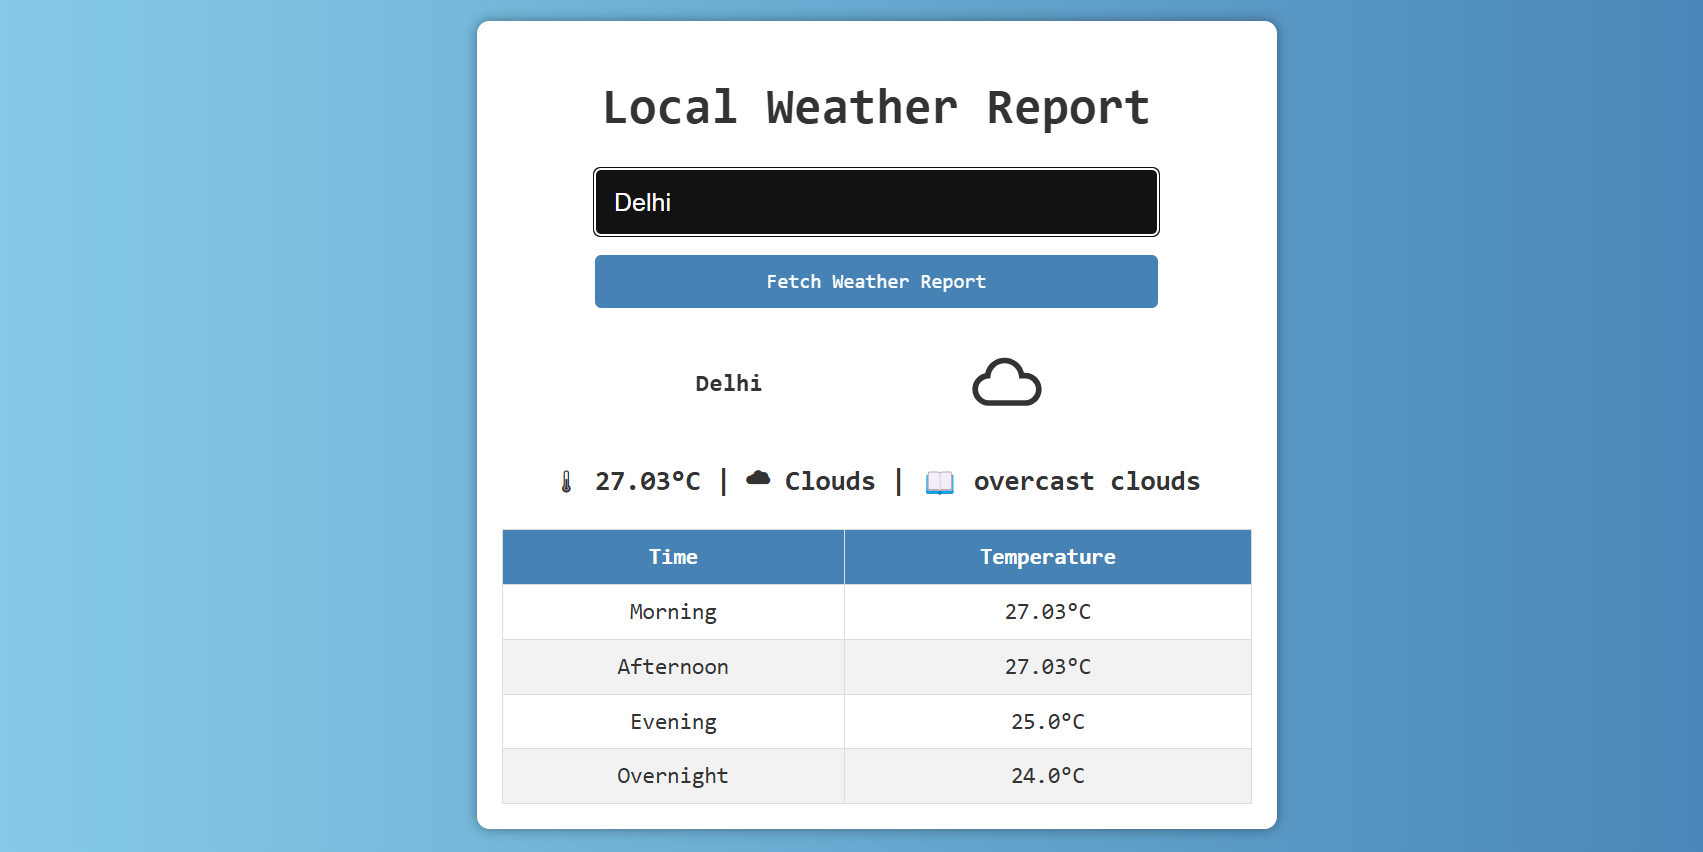 Local Weather Report
Delhi
Fetch Weather Report
Delhi
27.03°C | Clouds | overcast clouds
Time Temperature
Morning 27.03°C
Afternoon 27.03°C
Evening 25.0°C
Overnight 24.0°C